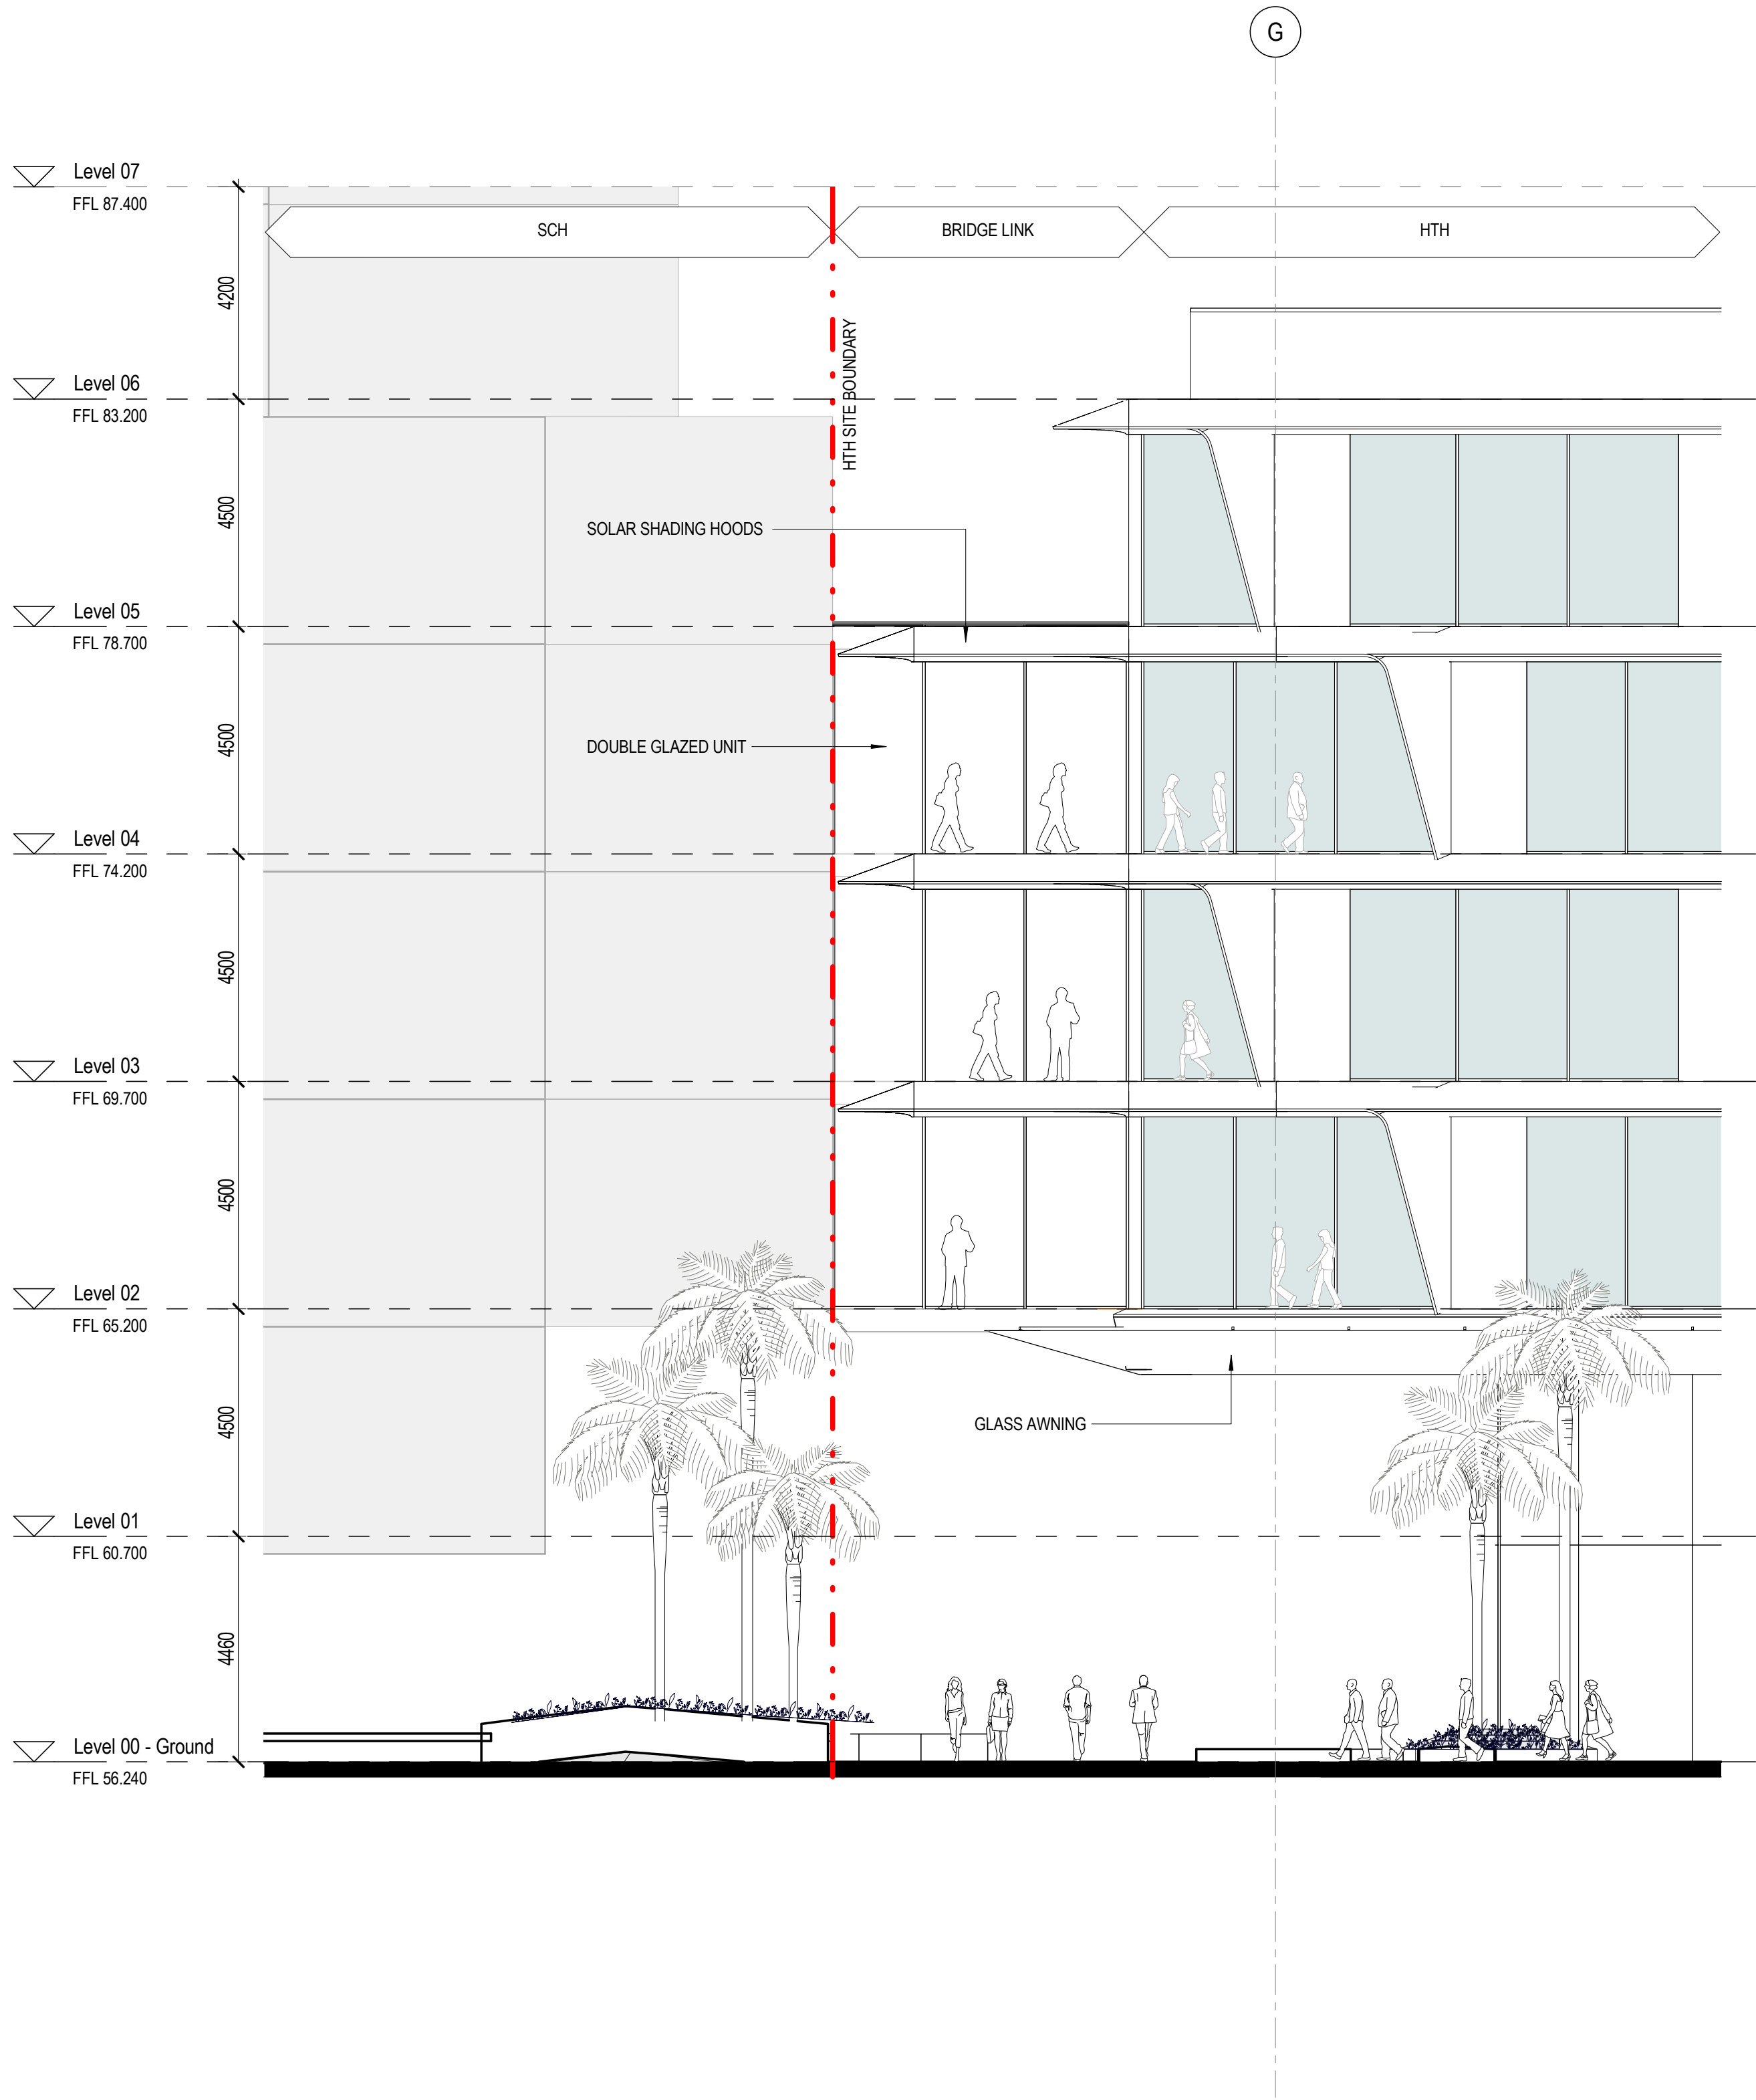 G
Level 07
FFL 87.400
SCH
BRIDGE LINK
HTH
4200
HTH SITE BOUNDARY
Level 06
FFL 83.200
4500
SOLAR SHADING HOODS
Level 05
FFL 78.700
4500
DOUBLE GLAZED UNIT
Level 04
FFL 74.200
4500
Level 03
FFL 69.700
4500
Level 02
FFL 65.200
4500
GLASS AWNING
Level 01
FFL 60.700
4460
Level 00 - Ground
FFL 56.240